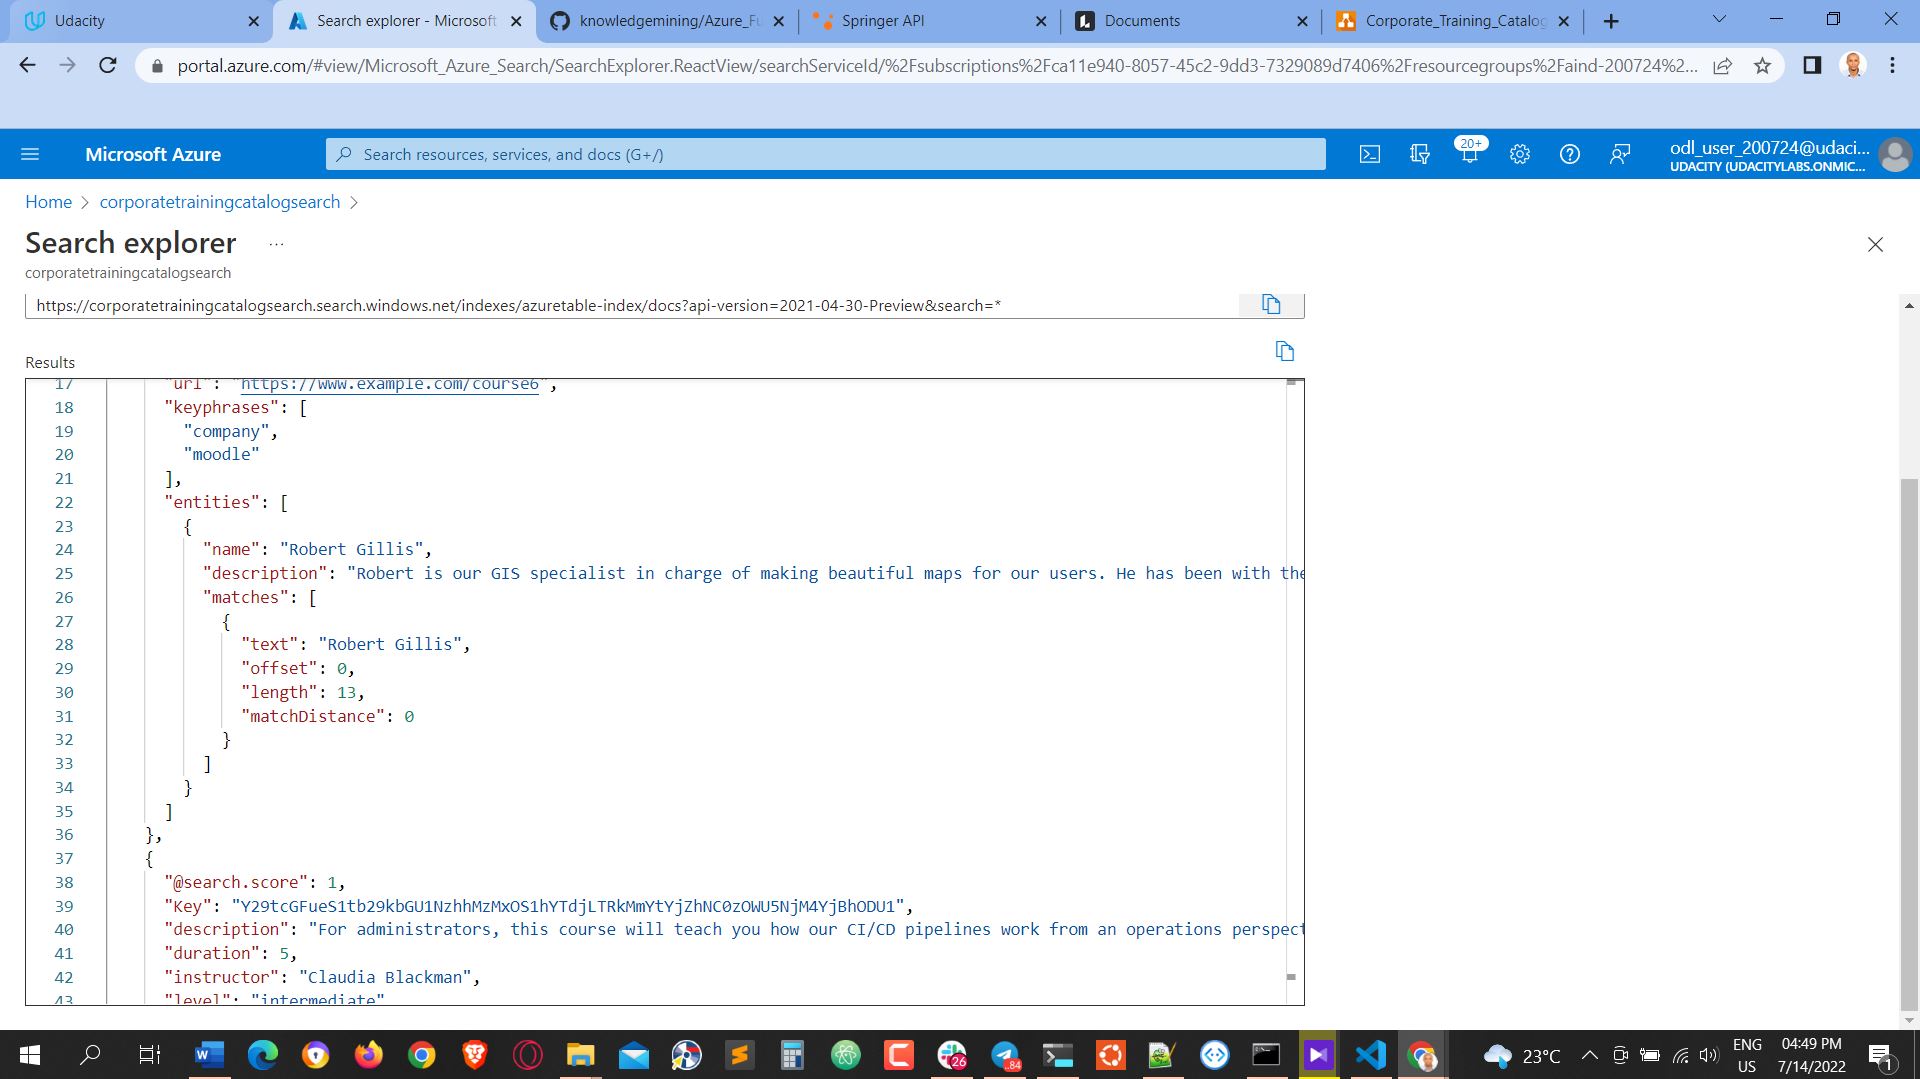 Udacity
Search explorer - Microsoft
knowledgemining/Azure_Fu
Springer API
Documents
Corporate_Training_Catalog
portal.azure.com/#view/Microsoft_Azure_Search/SearchExplorer.ReactView/searchServiceId/%2Fsubscriptions%2Fca11e940-8057-45c2-9dd3-7329089d7406%2Fresourcegroups%2Faind-200724%2...
Microsoft Azure
Search resources, services, and docs (G+/)
20+
odl_user_200724@udaci...
UDACITY (UDACITYLABS.ONMIC...
Home > corporatetrainingcatalogsearch >
Search explorer ...
corporatetrainingcatalogsearch
https://corporatetrainingcatalogsearch.search.windows.net/indexes/azuretable-index/docs?api-version=2021-04-30-Preview&search=*
Results
17 "url": "https://www.example.com/course6",
18 "keyphrases": [
19 "company",
20 "moodle"
21 ],
22 "entities": [
23 {
24 "name": "Robert Gillis",
25 "description": "Robert is our GIS specialist in charge of making beautiful maps for our users. He has been with the
26 "matches": [
27 {
28 "text": "Robert Gillis",
29 "offset": 0,
30 "length": 13,
31 "matchDistance": 0
32 }
33 ]
34 }
35 ]
36 },
37 {
38 "@search.score": 1,
39 "Key": "Y29tcGFueS1tb29kbGU1NzhhMzMxOS1hYTdjLTRkMmYtYjZhNC0zOWU5NjM4YjBhODU1",
40 "description": "For administrators, this course will teach you how our CI/CD pipelines work from an operations perspect
41 "duration": 5,
42 "instructor": "Claudia Blackman",
43 "level": "intermediate"
26
84
23°C
ENG
US
04:49 PM
7/14/2022
1